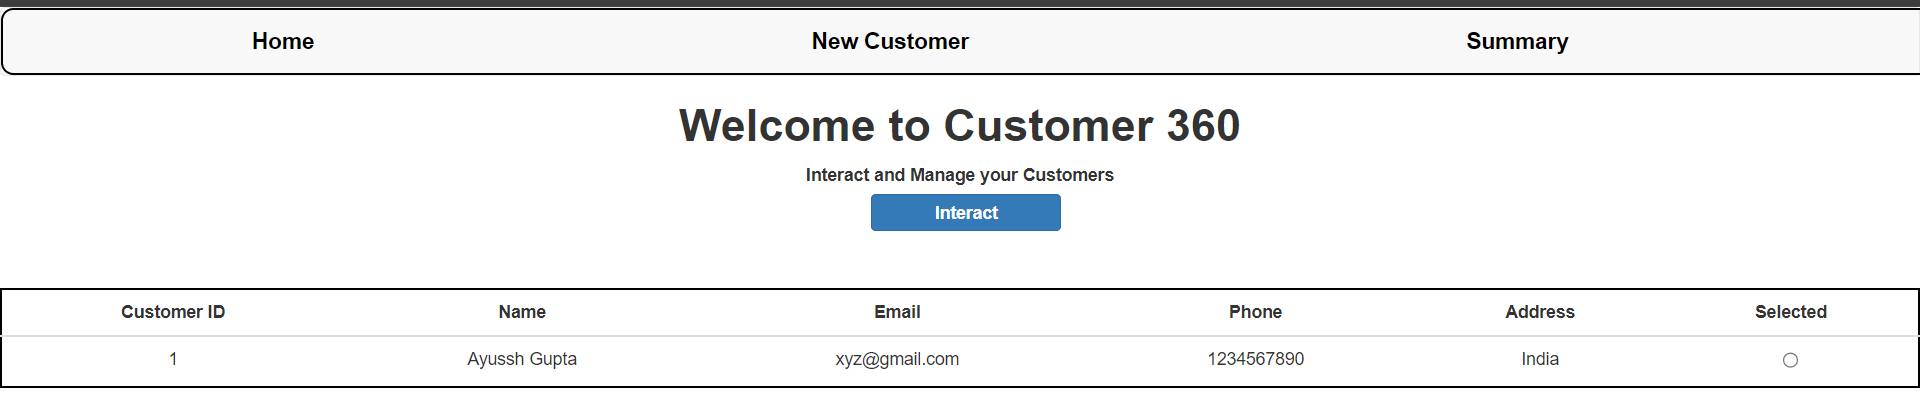 Home New Customer Summary
Welcome to Customer 360
Interact and Manage your Customers
Interact
Customer ID Name Email Phone Address Selected
1 Ayussh Gupta xyz@gmail.com 1234567890 India